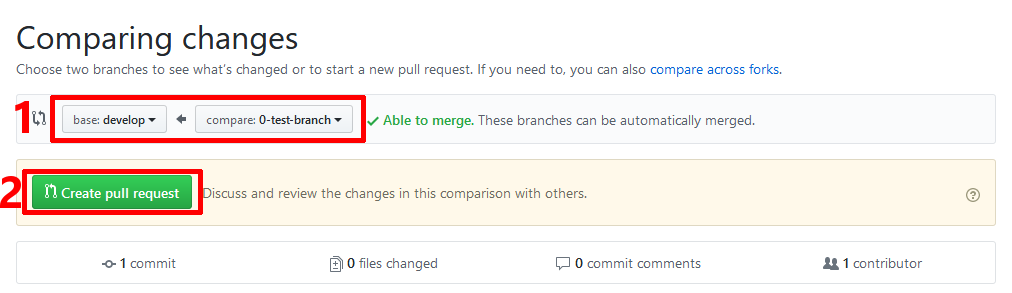 Comparing changes
Choose two branches to see what's changed or to start a new pull request. If you need to, you can also compare across forks.
1 base: develop compare: 0-test-branch Able to merge. These branches can be automatically merged.
2 Create pull request Discuss and review the changes in this comparison with others. ?
1 commit 0 files changed 0 commit comments 1 contributor